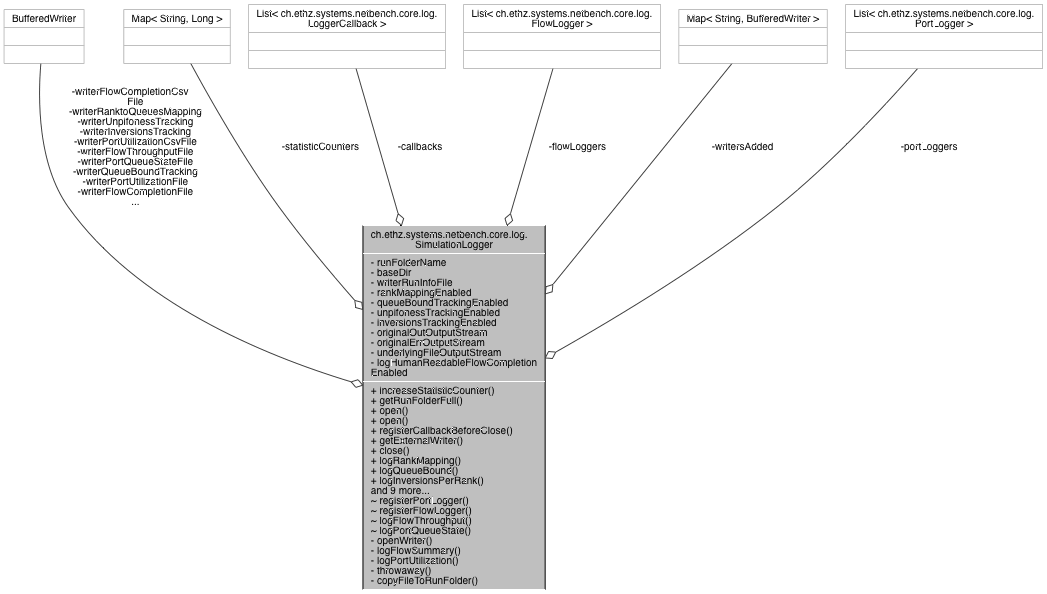 BufferedWriter
Map< String, Long >
List< ch.ethz.systems.netbench.core.log.
LoggerCallback >
List< ch.ethz.systems.netbench.core.log.
FlowLogger >
Map< String, BufferedWriter >
List< ch.ethz.systems.netbench.core.log.
PortLogger >
-writerFlowCompletionCsv
File
-writerRanktoQueuesMapping
-writerUnpifonessTracking
-writerInversionsTracking
-writerPortUtilizationCsvFile
-writerFlowThroughputFile
-writerPortQueueStateFile
-writerQueueBoundTracking
-writerPortUtilizationFile
-writerFlowCompletionFile
...
-statisticCounters
-callbacks
-flowLoggers
-writersAdded
-portLoggers
ch.ethz.systems.netbench.core.log.
SimulationLogger
- runFolderName
- baseDir
- writerRunInfoFile
- rankMappingEnabled
- queueBoundTrackingEnabled
- unpifonessTrackingEnabled
- inversionsTrackingEnabled
- originalOutOutputStream
- originalErrOutputStream
- underlyingFileOutputStream
- logHumanReadableFlowCompletion
Enabled
+ increaseStatisticCounter()
+ getRunFolderFull()
+ open()
+ open()
+ registerCallbackBeforeClose()
+ getExternalWriter()
+ close()
+ logRankMapping()
+ logQueueBound()
+ logInversionsPerRank()
and 9 more...
~ registerPortLogger()
~ registerFlowLogger()
~ logFlowThroughput()
~ logPortQueueState()
- openWriter()
- logFlowSummary()
- logPortUtilization()
- throwaway()
- copyFileToRunFolder()